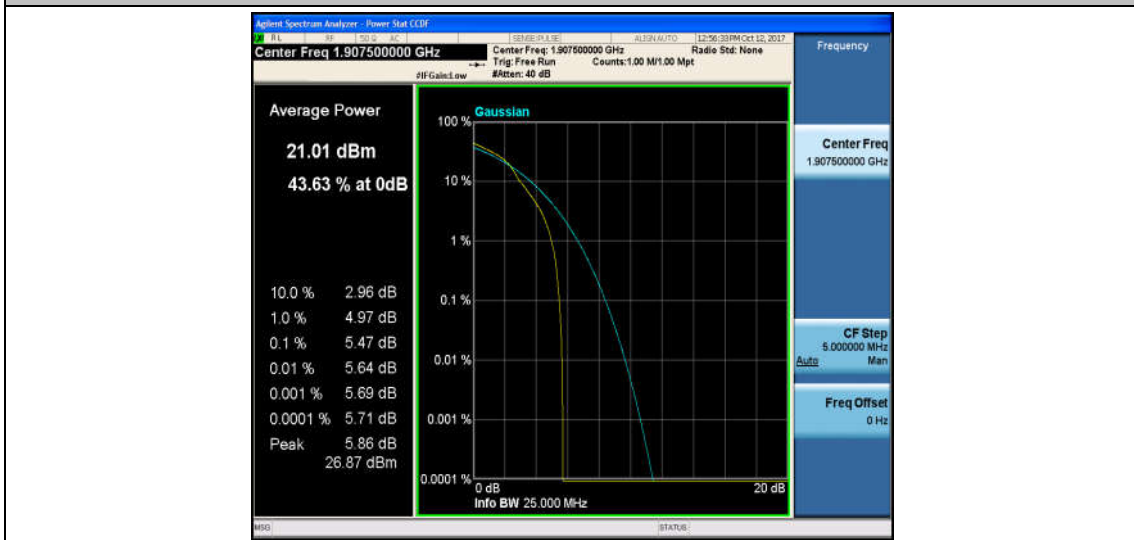 Agilent Spectrum Analyzer - Power Stat CCDF
RL RF 50 Ω AC SENSE:PULSE ALIGN AUTO 12:56:33 PM Oct 12, 2017
Center Freq 1.907500000 GHz
Center Freq: 1.907500000 GHz Radio Std: None
Trig: Free Run Counts:1.00 M/1.00 Mpt
#IFGain:Low #Atten: 40 dB
Frequency
Average Power
21.01 dBm
43.63 % at 0dB
10.0 % 2.96 dB
1.0 % 4.97 dB
0.1 % 5.47 dB
0.01 % 5.64 dB
0.001 % 5.69 dB
0.0001 % 5.71 dB
Peak 5.86 dB
26.87 dBm
Gaussian
100 %
10 %
1 %
0.1 %
0.01 %
0.001 %
0.0001 %
0 dB 20 dB
Info BW 25.000 MHz
Center Freq
1.907500000 GHz
CF Step
5.000000 MHz
Auto Man
Freq Offset
0 Hz
MSG STATUS